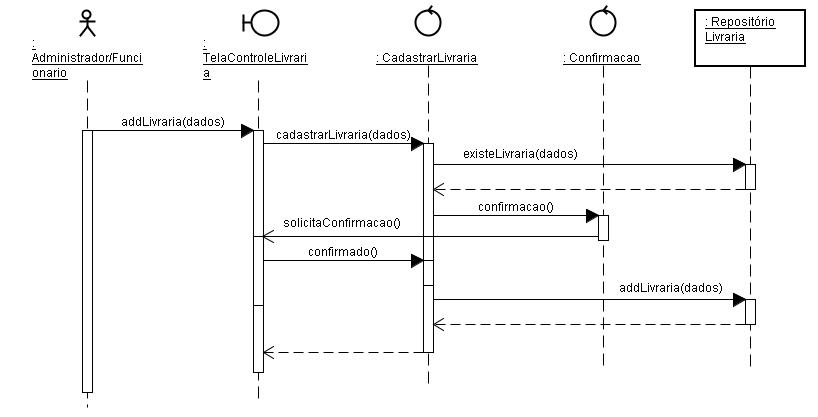 :
Administrador/Funci
onario
:
TelaControleLivrari
a
: CadastrarLivraria
: Confirmacao
: Repositório
Livraria
addLivraria(dados)
cadastrarLivraria(dados)
existeLivraria(dados)
confirmacao()
solicitaConfirmacao()
confirmado()
addLivraria(dados)